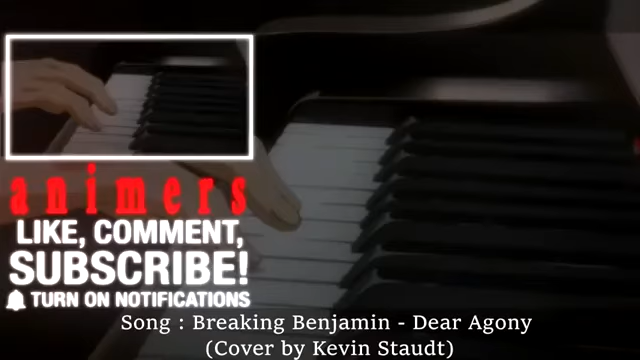 animers
LIKE, COMMENT,
SUBSCRIBE!
TURN ON NOTIFICATIONS
Song : Breaking Benjamin - Dear Agony
(Cover by Kevin Staudt)